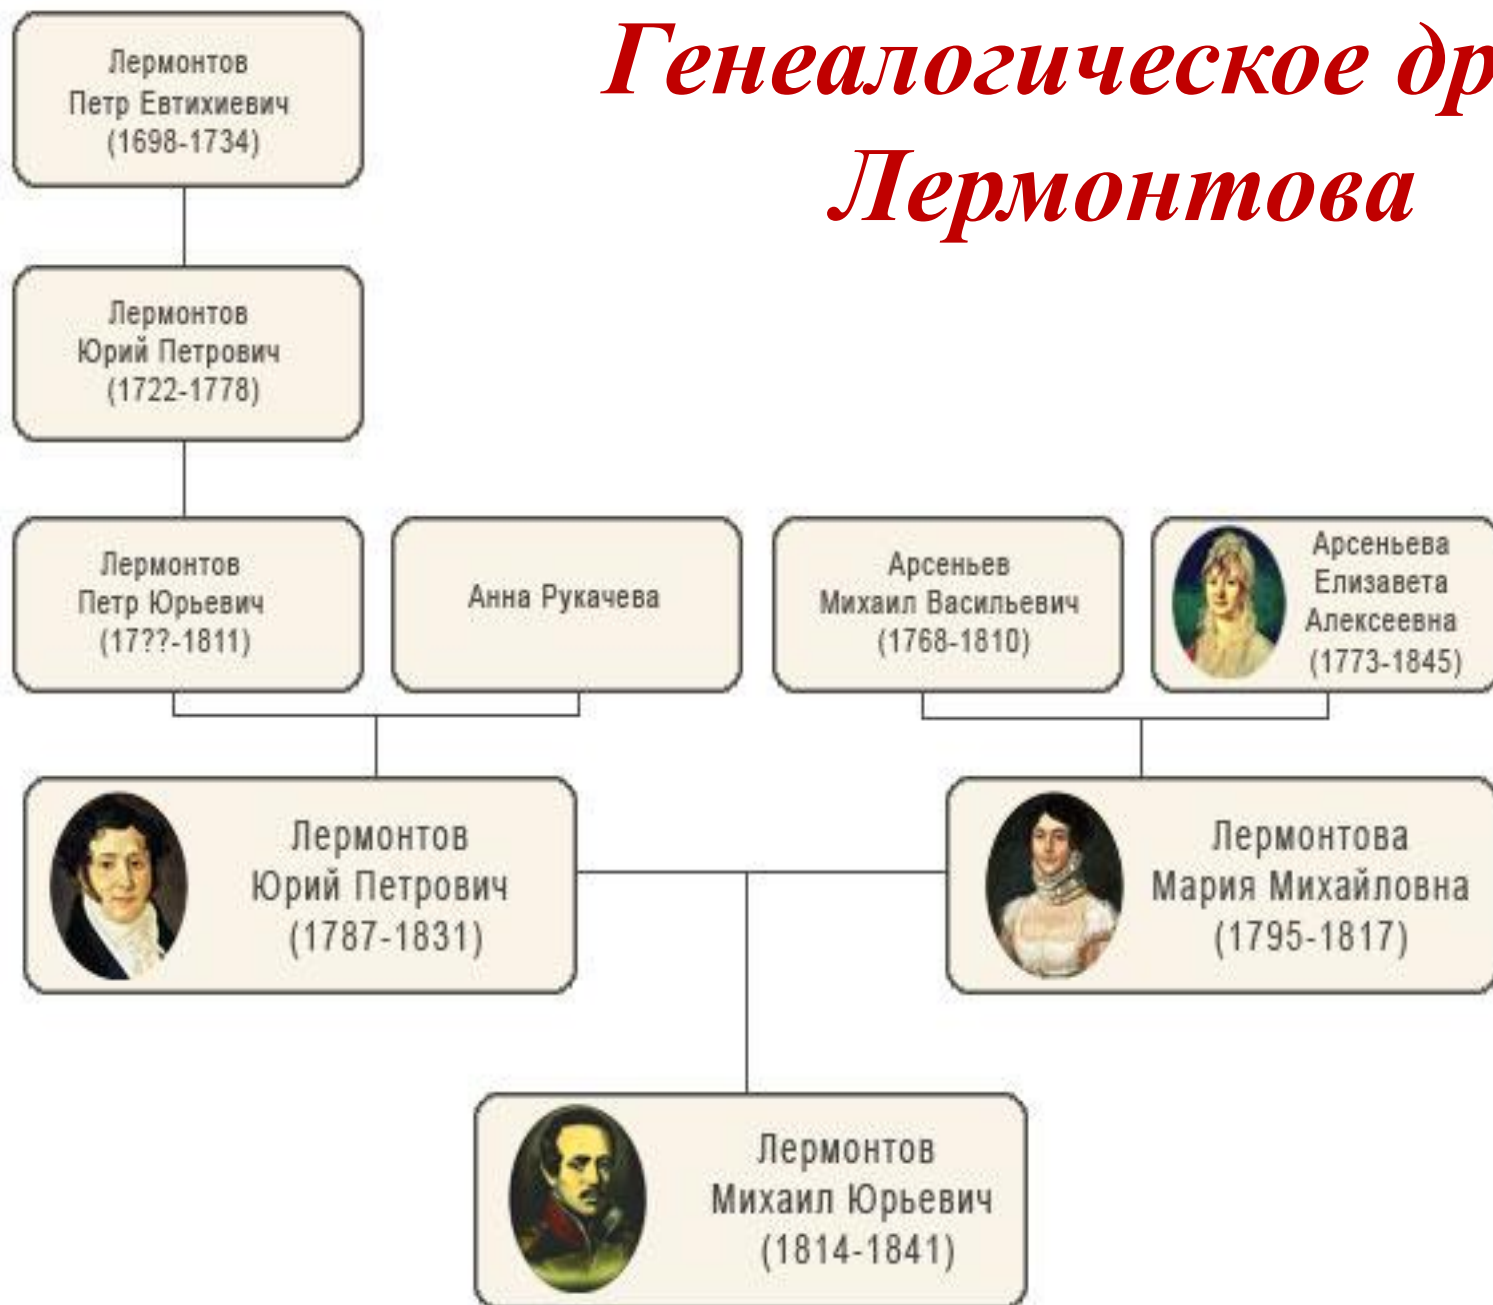 Генеалогическое др
Лермонтова
Лермонтов
Петр Евтихиевич
(1698-1734)
Лермонтов
Юрий Петрович
(1722-1778)
Лермонтов
Петр Юрьевич
(17??-1811)
Анна Рукачева
Арсеньев
Михаил Васильевич
(1768-1810)
Арсеньева
Елизавета
Алексеевна
(1773-1845)
Лермонтов
Юрий Петрович
(1787-1831)
Лермонтова
Мария Михайловна
(1795-1817)
Лермонтов
Михаил Юрьевич
(1814-1841)